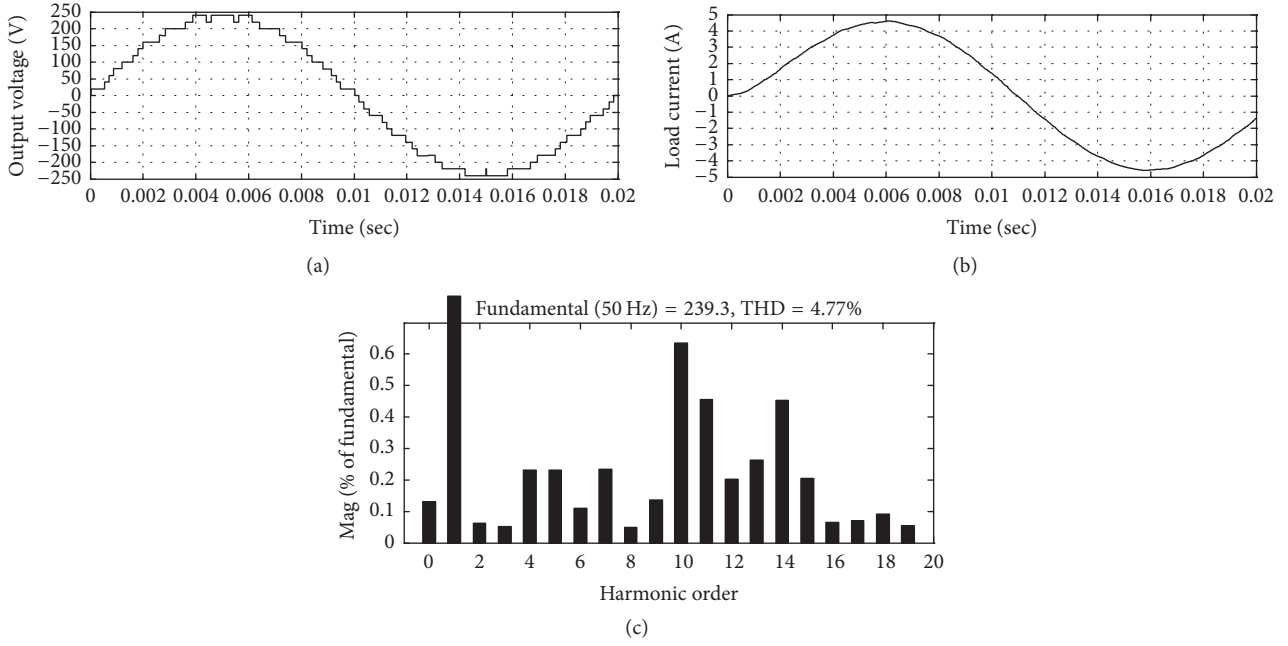 250
200
150
100
50
0
−50
−100
−150
−200
−250
Output voltage (V)
0 0.002 0.004 0.006 0.008 0.01 0.012 0.014 0.016 0.018 0.02
Time (sec)
(a)
5
4
3
2
1
0
−1
−2
−3
−4
−5
Load current (A)
0 0.002 0.004 0.006 0.008 0.01 0.012 0.014 0.016 0.018 0.02
Time (sec)
(b)
Fundamental (50 Hz) = 239.3, THD = 4.77%
0.6
0.5
0.4
0.3
0.2
0.1
0
Mag (% of fundamental)
0 2 4 6 8 10 12 14 16 18 20
Harmonic order
(c)